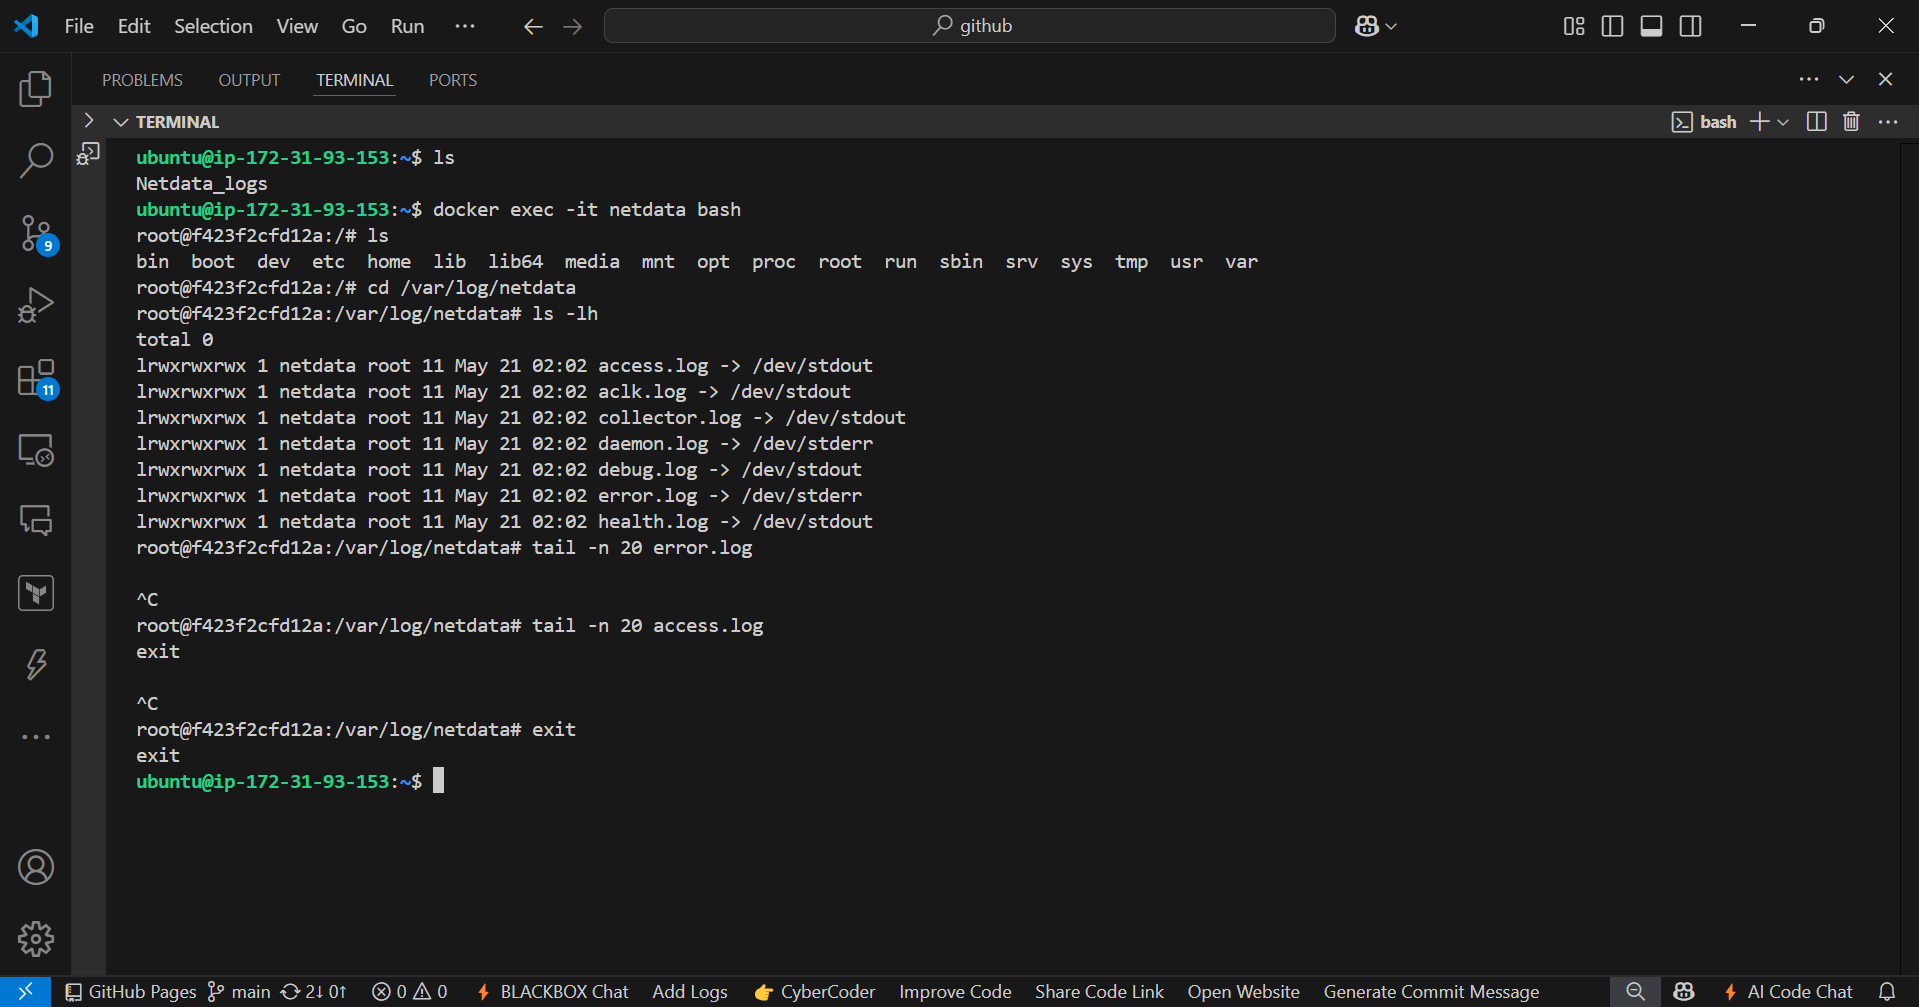 File Edit Selection View Go Run ··· github
PROBLEMS OUTPUT TERMINAL PORTS
TERMINAL bash
ubuntu@ip-172-31-93-153:~$ ls
Netdata_logs
ubuntu@ip-172-31-93-153:~$ docker exec -it netdata bash
root@f423f2cfd12a:/# ls
bin boot dev etc home lib lib64 media mnt opt proc root run sbin srv sys tmp usr var
root@f423f2cfd12a:/# cd /var/log/netdata
root@f423f2cfd12a:/var/log/netdata# ls -lh
total 0
lrwxrwxrwx 1 netdata root 11 May 21 02:02 access.log -> /dev/stdout
lrwxrwxrwx 1 netdata root 11 May 21 02:02 aclk.log -> /dev/stdout
lrwxrwxrwx 1 netdata root 11 May 21 02:02 collector.log -> /dev/stdout
lrwxrwxrwx 1 netdata root 11 May 21 02:02 daemon.log -> /dev/stderr
lrwxrwxrwx 1 netdata root 11 May 21 02:02 debug.log -> /dev/stdout
lrwxrwxrwx 1 netdata root 11 May 21 02:02 error.log -> /dev/stderr
lrwxrwxrwx 1 netdata root 11 May 21 02:02 health.log -> /dev/stdout
root@f423f2cfd12a:/var/log/netdata# tail -n 20 error.log
^C
root@f423f2cfd12a:/var/log/netdata# tail -n 20 access.log
exit
^C
root@f423f2cfd12a:/var/log/netdata# exit
exit
ubuntu@ip-172-31-93-153:~$
9
11
GitHub Pages main 2↓ 0↑ 0 0 BLACKBOX Chat Add Logs 👉 CyberCoder Improve Code Share Code Link Open Website Generate Commit Message AI Code Chat